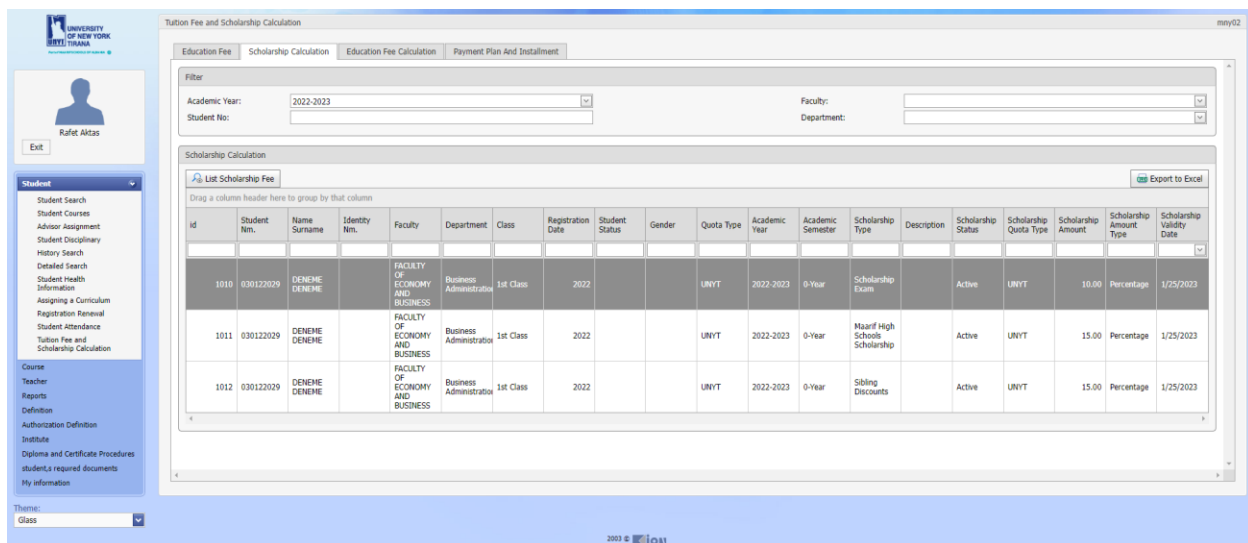 UNIVERSITY
OF NEW YORK
UNYT TIRANA
Rafet Aktas
Exit
Student
Student Search
Student Courses
Advisor Assignment
Student Disciplinary
History Search
Detailed Search
Student Health
Information
Assigning a Curriculum
Registration Renewal
Student Attendance
Tuition Fee and
Scholarship Calculation
Course
Teacher
Reports
Definition
Authorization Definition
Institute
Diploma and Certificate Procedures
student,s requred documents
My information
Theme:
Glass
Tuition Fee and Scholarship Calculation mny02
Education Fee Scholarship Calculation Education Fee Calculation Payment Plan And Installment
Filter
Academic Year: 2022-2023 Faculty:
Student No: Department:
Scholarship Calculation
List Scholarship Fee Export to Excel
Drag a column header here to group by that column
id Student Nm. Name Surname Identity Nm. Faculty Department Class Registration Date Student Status Gender Quota Type Academic Year Academic Semester Scholarship Type Description Scholarship Status Scholarship Quota Type Scholarship Amount Scholarship Amount Type Scholarship Validity Date
1010 030122029 DENEME DENEME FACULTY OF ECONOMY AND BUSINESS Business Administratio 1st Class 2022 UNYT 2022-2023 0-Year Scholarship Exam Active UNYT 10.00 Percentage 1/25/2023
1011 030122029 DENEME DENEME FACULTY OF ECONOMY AND BUSINESS Business Administratio 1st Class 2022 UNYT 2022-2023 0-Year Maarif High Schools Scholarship Active UNYT 15.00 Percentage 1/25/2023
1012 030122029 DENEME DENEME FACULTY OF ECONOMY AND BUSINESS Business Administratio 1st Class 2022 UNYT 2022-2023 0-Year Sibling Discounts Active UNYT 15.00 Percentage 1/25/2023
2003 ©